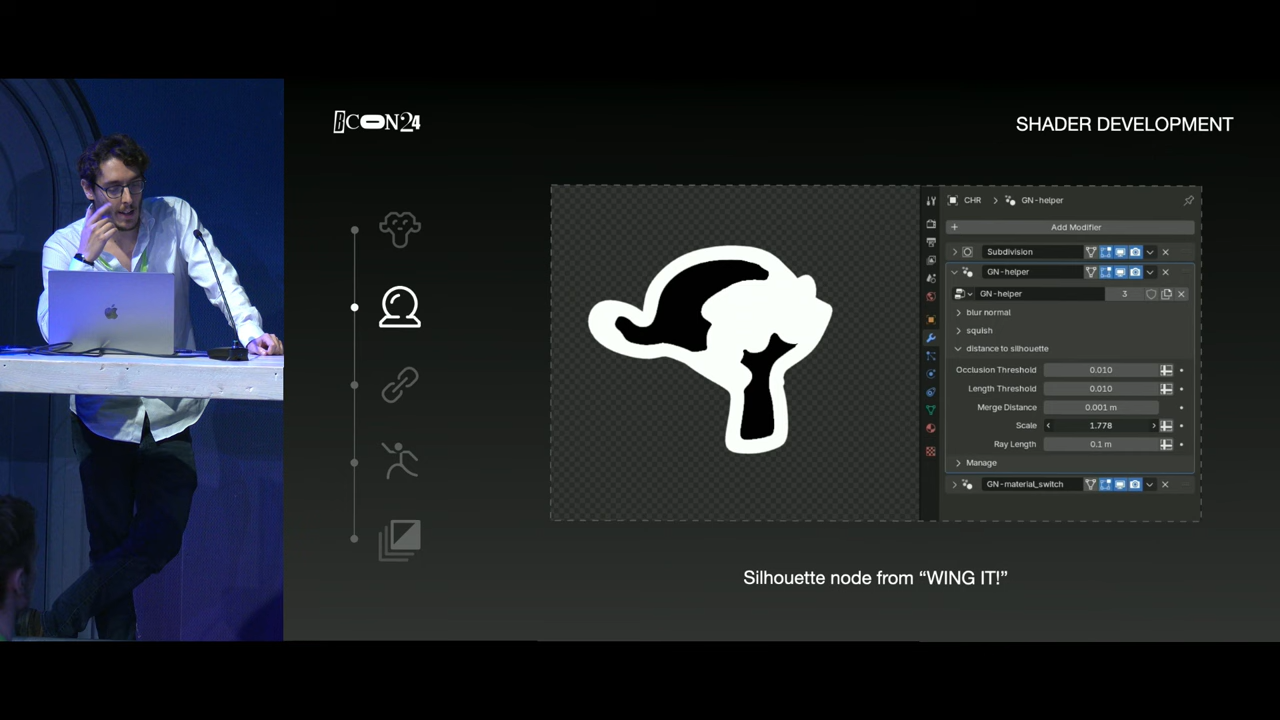 BCON24
SHADER DEVELOPMENT
CHR > GN-helper
+ Add Modifier
Subdivision
GN-helper
GN-helper 3
blur normal
squish
distance to silhouette
Occlusion Threshold 0.010
Length Threshold 0.010
Merge Distance 0.001 m
Scale < 1.778 >
Ray Length 0.1 m
Manage
GN-material_switch
Silhouette node from “WING IT!”